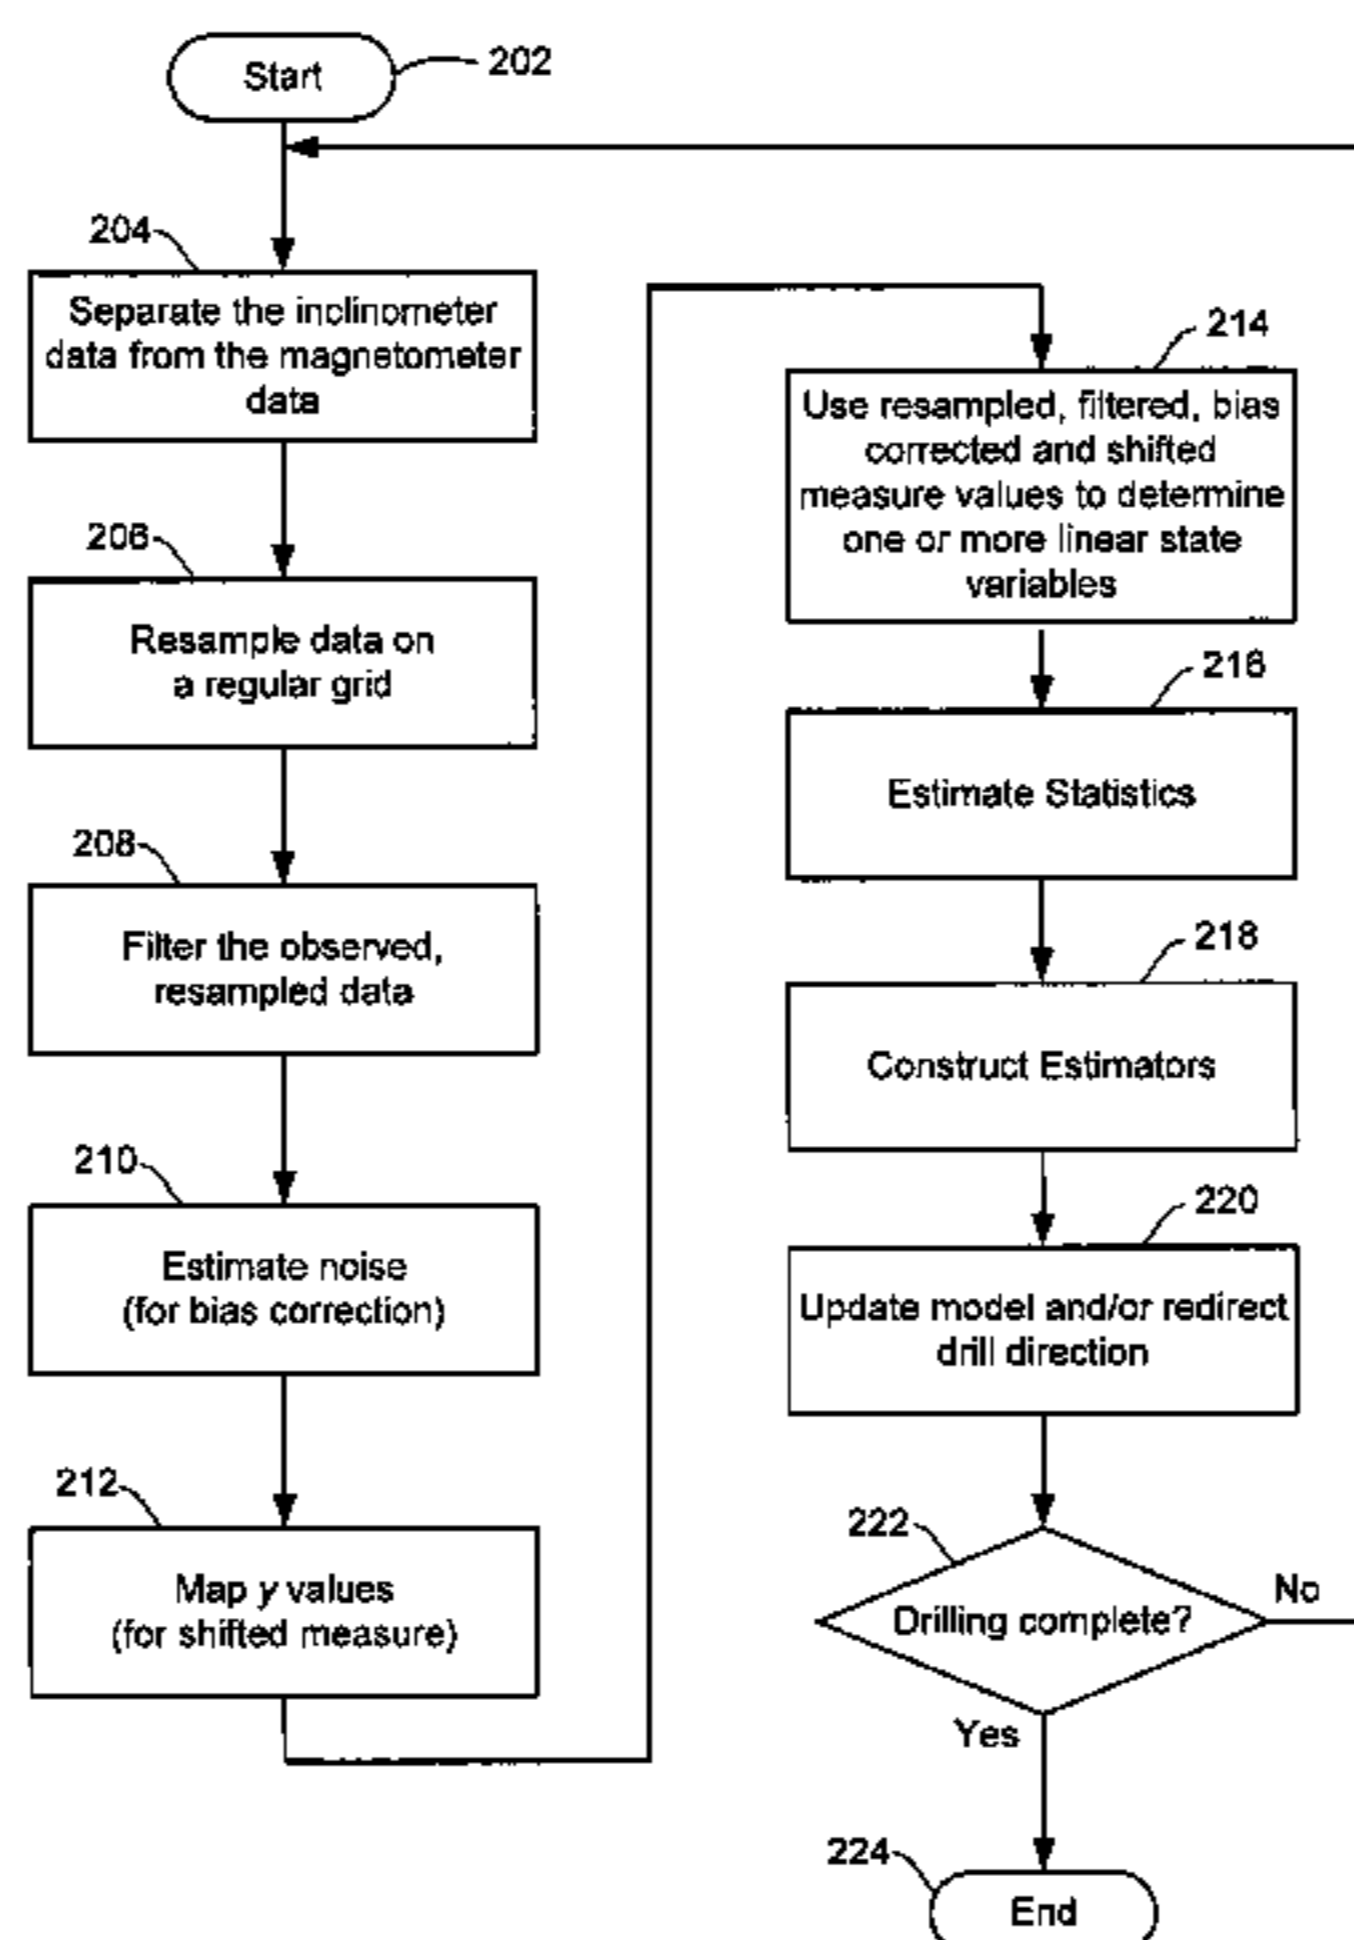 Start
202
204
Separate the inclinometer
data from the magnetometer
data
206
Resample data on
a regular grid
208
Filter the observed,
resampled data
210
Estimate noise
(for bias correction)
212
Map y values
(for shifted measure)
214
Use resampled, filtered, bias
corrected and shifted
measure values to determine
one or more linear state
variables
216
Estimate Statistics
218
Construct Estimators
220
Update model and/or redirect
drill direction
222
Drilling complete?
No
Yes
224
End